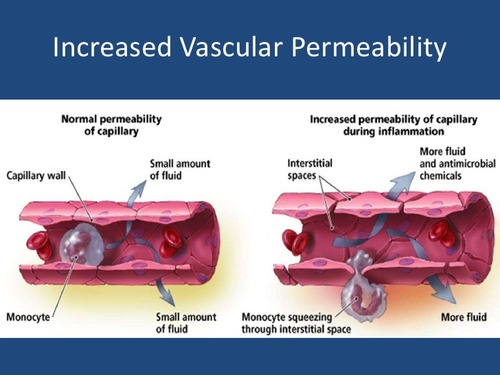 Increased Vascular Permeability
Normal permeability
of capillary
Capillary wall
Small amount
of fluid
Monocyte
Small amount
of fluid
Increased permeability of capillary
during inflammation
Interstitial
spaces
More fluid
and antimicrobial
chemicals
Monocyte squeezing
through interstitial space
More fluid